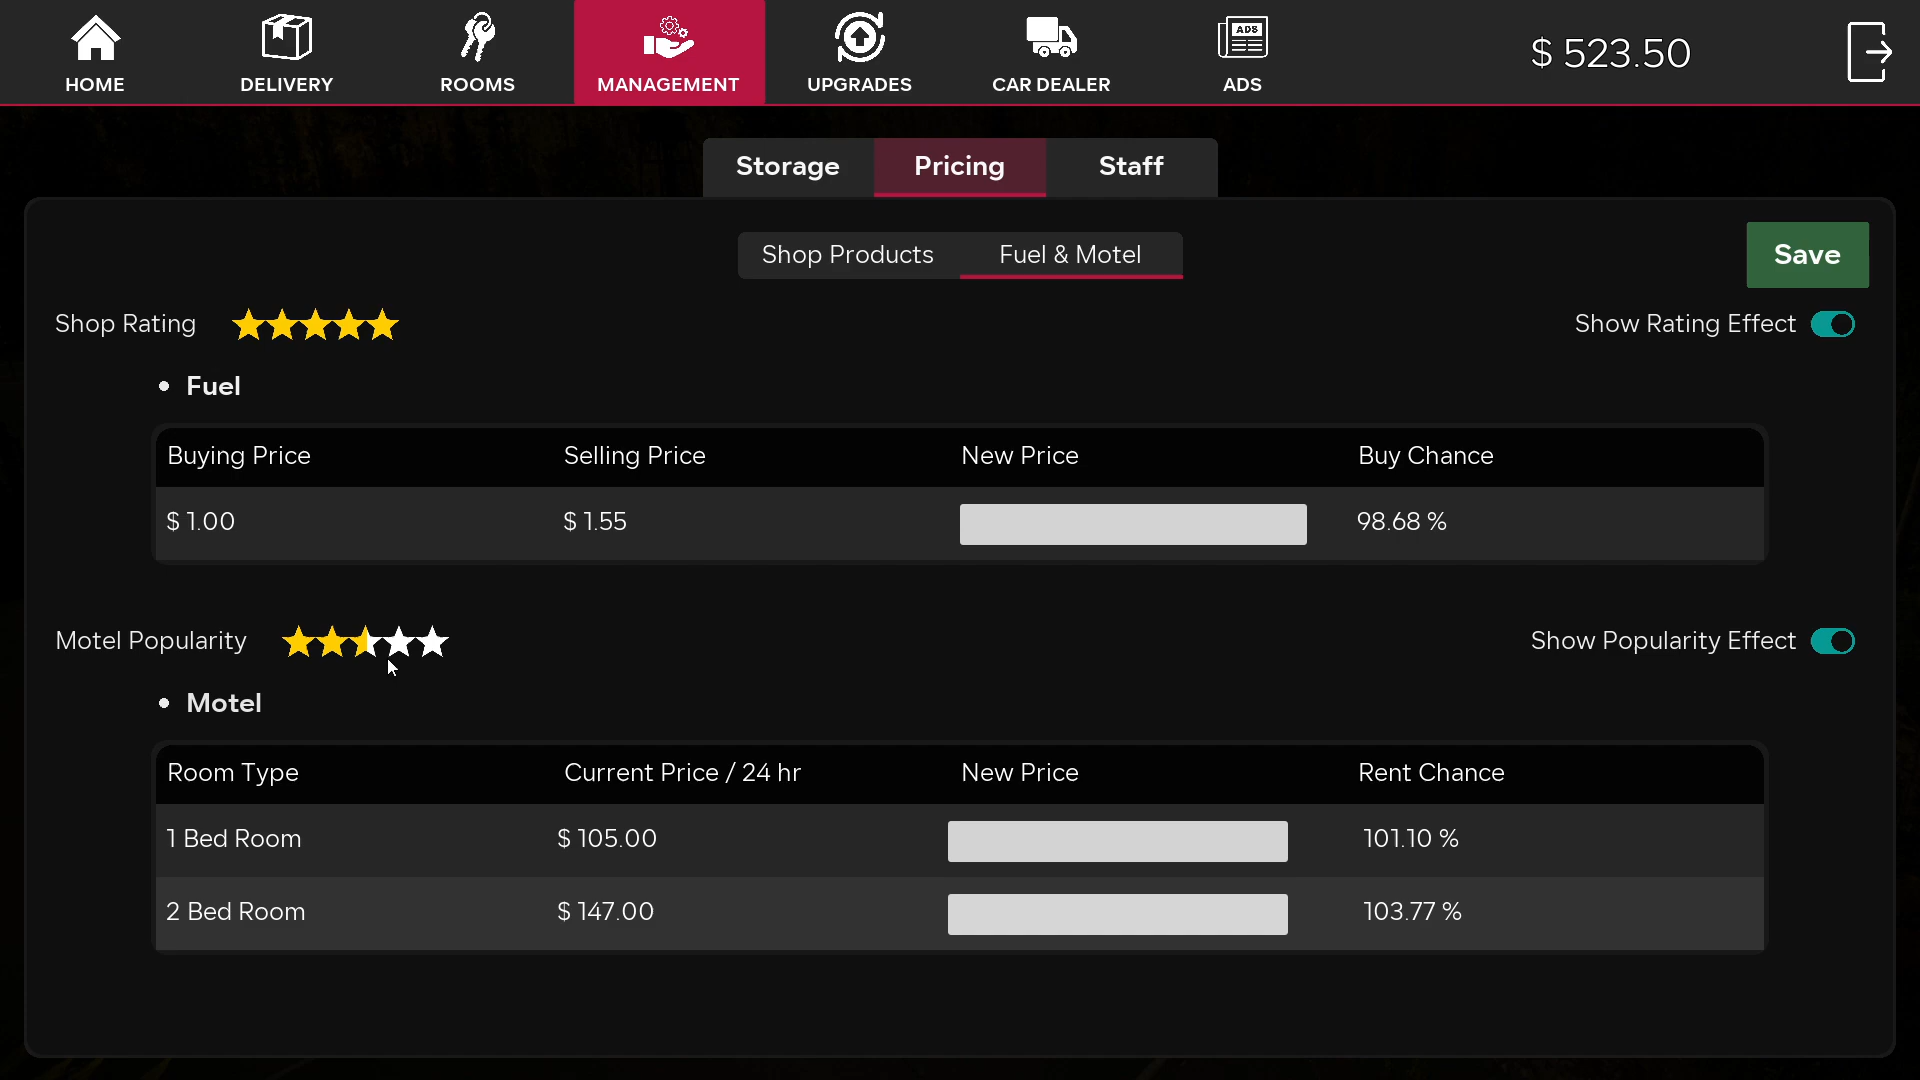 HOME
DELIVERY
ROOMS
MANAGEMENT
UPGRADES
CAR DEALER
ADS
ADS
$ 523.50
Storage
Pricing
Staff
Shop Products
Fuel & Motel
Save
Shop Rating
Show Rating Effect
• Fuel
Buying Price
Selling Price
New Price
Buy Chance
$ 1.00
$ 1.55
98.68 %
Motel Popularity
Show Popularity Effect
• Motel
Room Type
Current Price / 24 hr
New Price
Rent Chance
1 Bed Room
$ 105.00
101.10 %
2 Bed Room
$ 147.00
103.77 %